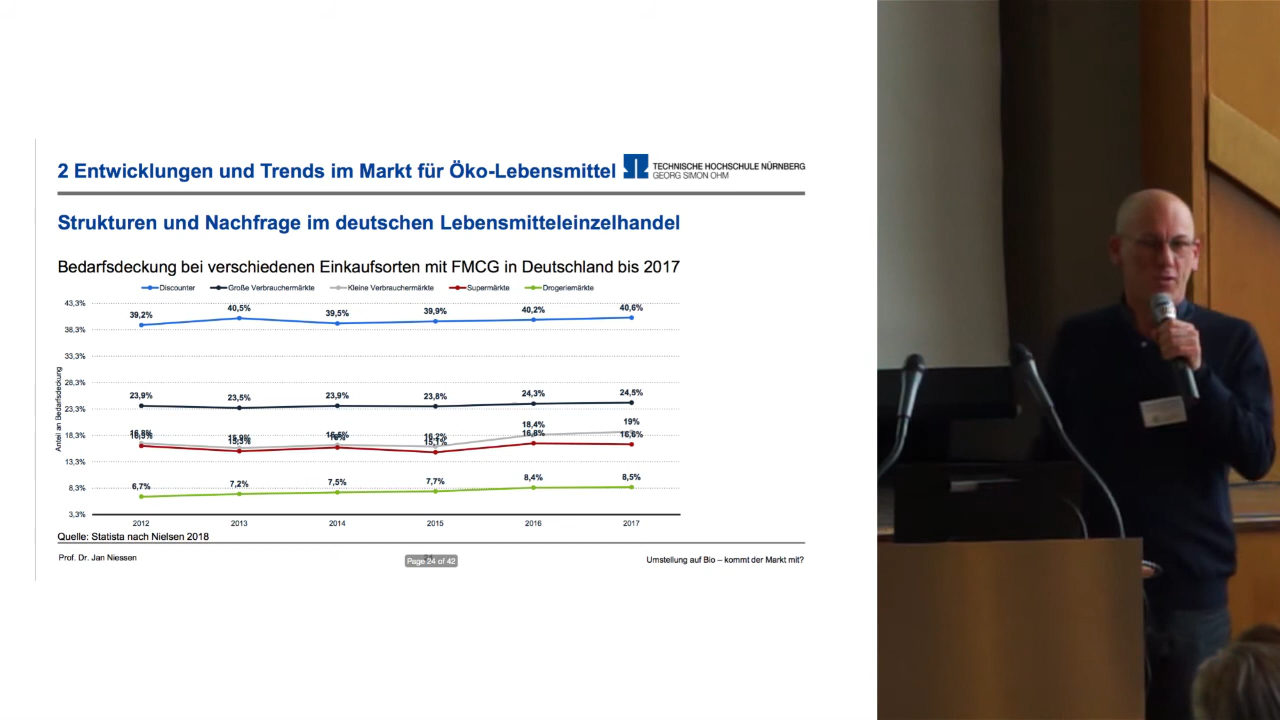 2 Entwicklungen und Trends im Markt für Öko-Lebensmittel
TECHNISCHE HOCHSCHULE NÜRNBERG
GEORG SIMON OHM
Strukturen und Nachfrage im deutschen Lebensmitteleinzelhandel
Bedarfsdeckung bei verschiedenen Einkaufsorten mit FMCG in Deutschland bis 2017
Discounter Große Verbrauchermärkte Kleine Verbrauchermärkte Supermärkte Drogeriemärkte
Anteil an Bedarfsdeckung
43,3%
38,3%
33,3%
28,3%
23,3%
18,3%
13,3%
8,3%
3,3%
39,2% 40,5% 39,5% 39,9% 40,2% 40,6%
23,9% 23,5% 23,9% 23,8% 24,3% 24,5%
18,4% 19%
16,8% 16,6%
6,7% 7,2% 7,5% 7,7% 8,4% 8,5%
2012 2013 2014 2015 2016 2017
Quelle: Statista nach Nielsen 2018
Prof. Dr. Jan Niessen
Page 24 of 42
Umstellung auf Bio – kommt der Markt mit?